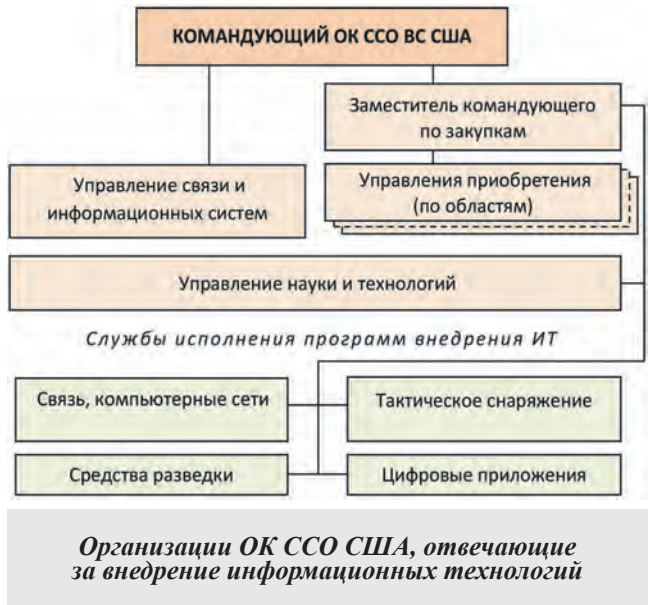 КОМАНДУЮЩИЙ ОК ССО ВС США
Заместитель командующего
по закупкам
Управление связи и
информационных систем
Управления приобретения
(по областям)
Управление науки и технологий
Службы исполнения программ внедрения ИТ
Связь, компьютерные сети
Тактическое снаряжение
Средства разведки
Цифровые приложения
Организации ОК ССО США, отвечающие
за внедрение информационных технологий